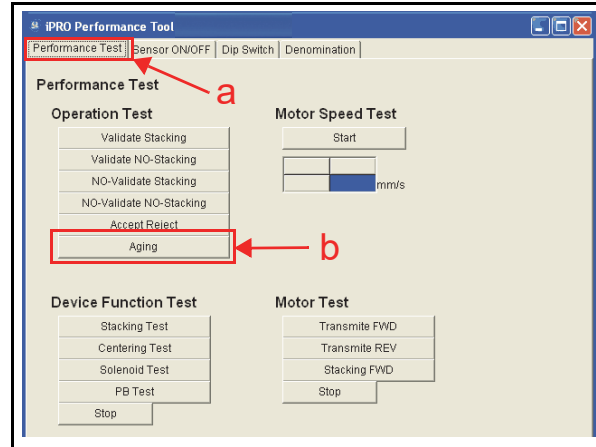 iPRO Performance Tool
Performance Test Sensor ON/OFF Dip Switch Denomination
a
Performance Test
Operation Test
Validate Stacking
Validate NO-Stacking
NO-Validate Stacking
NO-Validate NO-Stacking
Accept Reject
Aging
b
Motor Speed Test
Start
mm/s
Device Function Test
Stacking Test
Centering Test
Solenoid Test
PB Test
Stop
Motor Test
Transmite FWD
Transmite REV
Stacking FWD
Stop